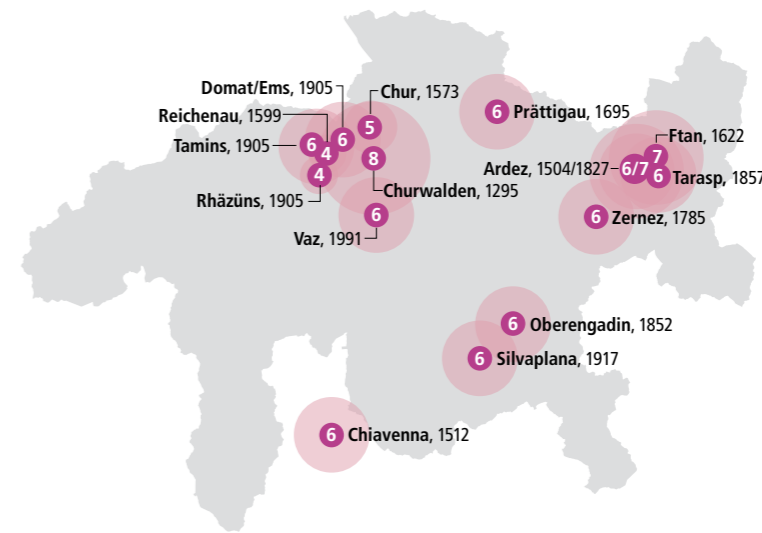 Domat/Ems, 1905
Chur, 1573
Reichenau, 1599
Prättigau, 1695
6
5
6
Tamins, 1905
6
4
8
Ftan, 1622
7
Ardez, 1504/1827
6/7
6
Tarasp, 1857
4
Churwalden, 1295
Rhäzüns, 1905
6
6
Zernez, 1785
Vaz, 1991
6
Oberengadin, 1852
6
Silvaplana, 1917
6
Chiavenna, 1512